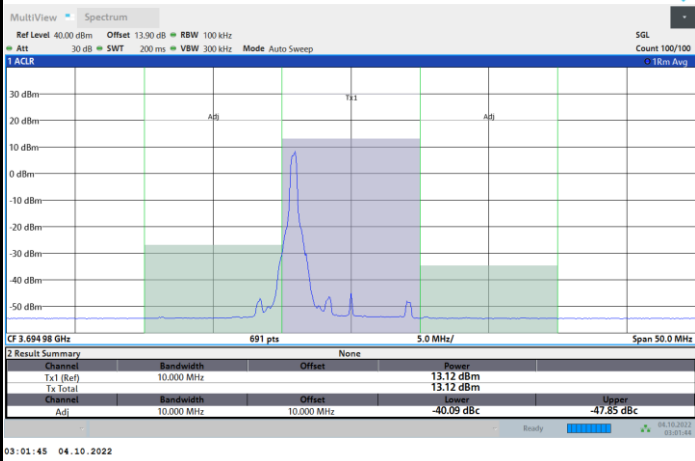 MultiView Spectrum
Ref Level 40.00 dBm Offset 13.90 dB RBW 100 kHz SGL
Att 30 dB SWT 200 ms VBW 300 kHz Mode Auto Sweep Count 100/100
1 ACLR 1Rm Avg
30 dBm
Tx1
20 dBm
Adj Adj
10 dBm
0 dBm
-10 dBm
-20 dBm
-30 dBm
-40 dBm
-50 dBm
CF 3.694 98 GHz 691 pts 5.0 MHz/ Span 50.0 MHz
2 Result Summary None
Channel Bandwidth Offset Power
Tx1 (Ref) 10.000 MHz 13.12 dBm
Tx Total 13.12 dBm
Channel Bandwidth Offset Lower Upper
Adj 10.000 MHz 10.000 MHz -40.09 dBc -47.85 dBc
Ready 04.10.2022
03:01:44
03:01:45 04.10.2022